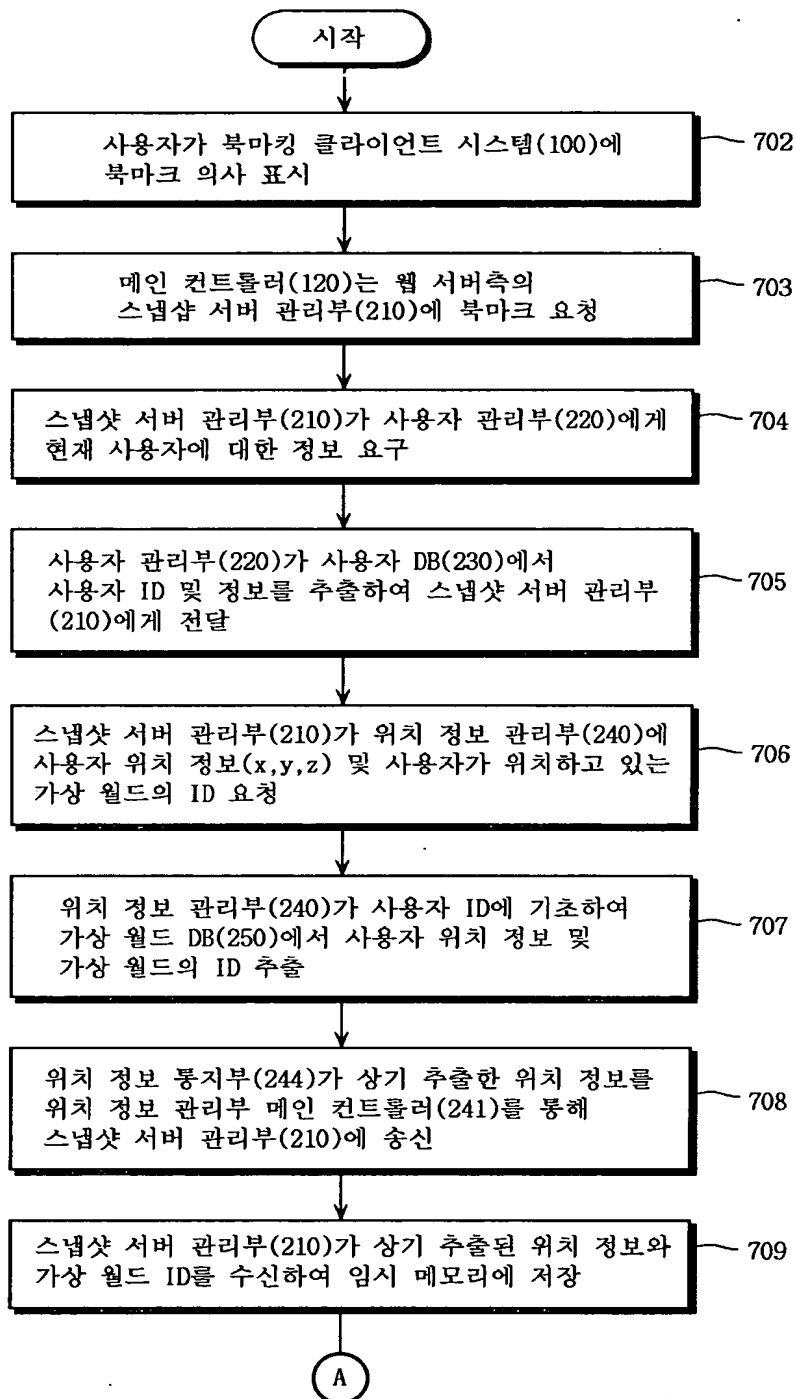 시작
사용자가 북마킹 클라이언트 시스템(100)에
북마크 의사 표시
702
메인 컨트롤러(120)는 웹 서버측의
스냅샵 서버 관리부(210)에 북마크 요청
703
스냅샷 서버 관리부(210)가 사용자 관리부(220)에게
현재 사용자에 대한 정보 요구
704
사용자 관리부(220)가 사용자 DB(230)에서
사용자 ID 및 정보를 추출하여 스냅샷 서버 관리부
(210)에게 전달
705
스냅샷 서버 관리부(210)가 위치 정보 관리부(240)에
사용자 위치 정보(x,y,z) 및 사용자가 위치하고 있는
가상 월드의 ID 요청
706
위치 정보 관리부(240)가 사용자 ID에 기초하여
가상 월드 DB(250)에서 사용자 위치 정보 및
가상 월드의 ID 추출
707
위치 정보 통지부(244)가 상기 추출한 위치 정보를
위치 정보 관리부 메인 컨트롤러(241)를 통해
스냅샷 서버 관리부(210)에 송신
708
스냅샷 서버 관리부(210)가 상기 추출된 위치 정보와
가상 월드 ID를 수신하여 임시 메모리에 저장
709
A